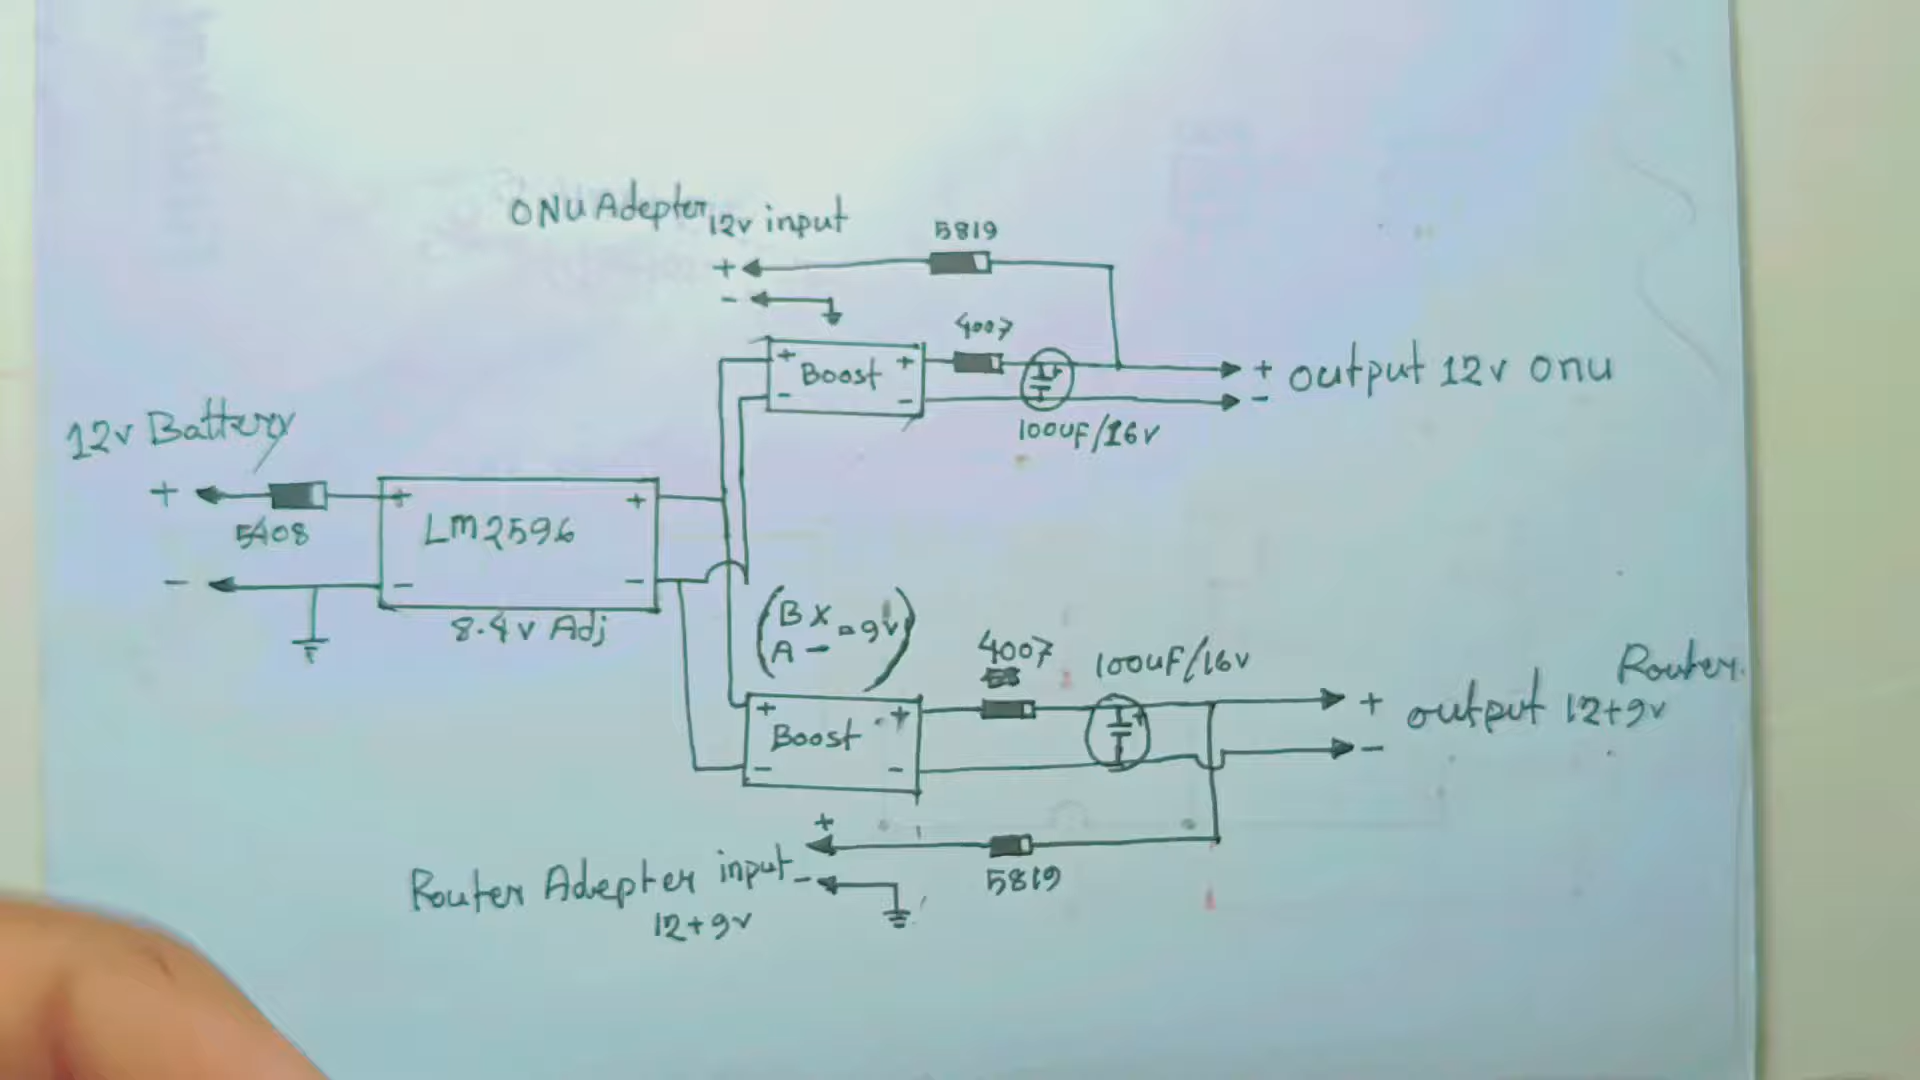 ONU Adepter 12v input
5819
+
-
4007
+ Boost +
- -
+ output 12v onu
-
100uF/16v
12v Battery
+
5408
-
+ Lm2596 +
- -
8.4v Adj
(B X = 9v
A -)
4007
100uF/16v
Router.
+ output 12+9v
-
+ Boost +
- -
+
Router Adepter input -
12+9v
5819